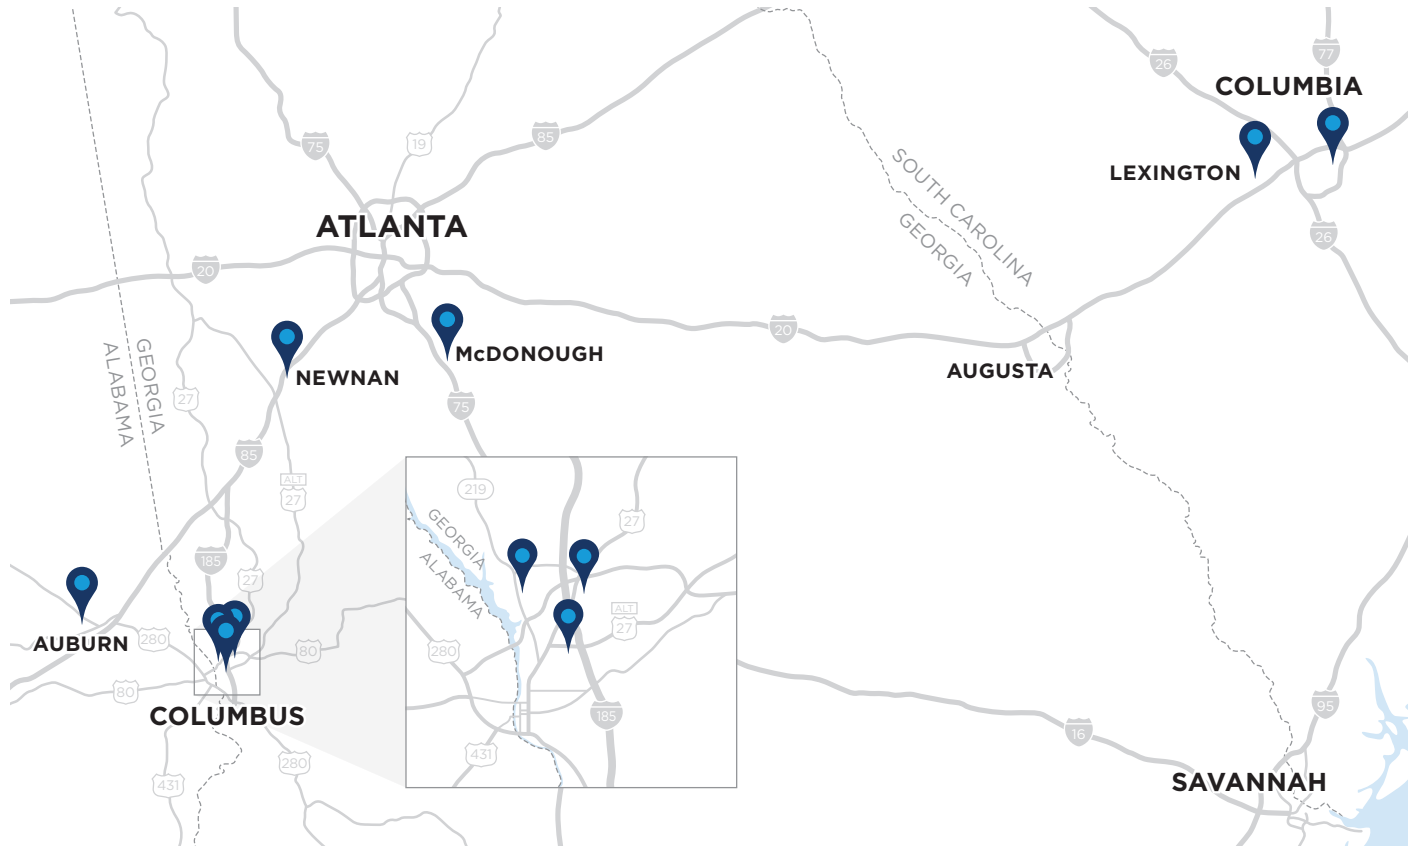 26
77
COLUMBIA
75
19
85
LEXINGTON
SOUTH CAROLINA
GEORGIA
ATLANTA
26
20
20
McDONOUGH
NEWNAN
AUGUSTA
GEORGIA
ALABAMA
27
75
85
ALT
27
219
27
GEORGIA
ALABAMA
185
27
ALT
27
AUBURN
280
80
280
80
COLUMBUS
185
95
16
431
280
431
SAVANNAH